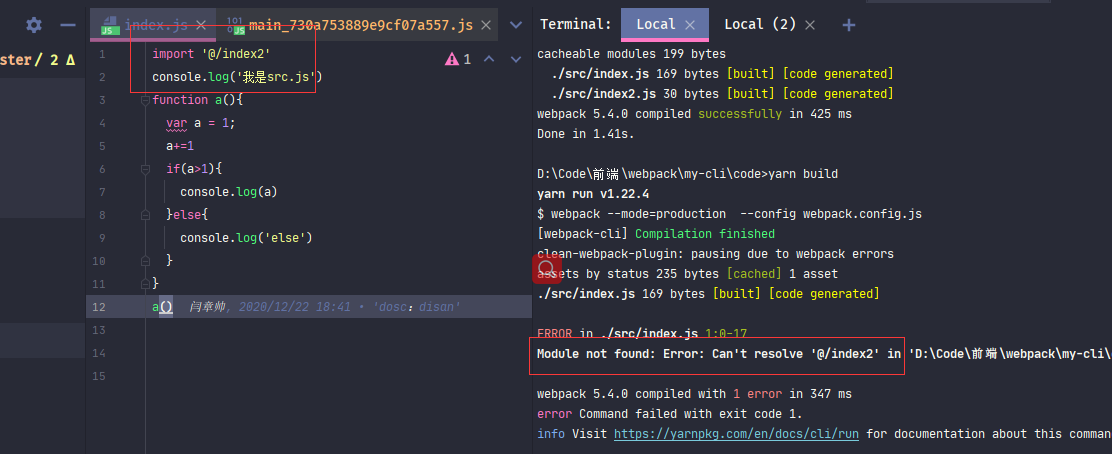 ster / 2 Δ
index.js
main_730a753889e9cf07a557.js
1 import '@/index2'
2 console.log('我是src.js')
3 function a(){
4 var a = 1;
5 a+=1
6 if(a>1){
7 console.log(a)
8 }else{
9 console.log('else')
10 }
11 }
12 a() 闫章帅, 2020/12/22 18:41 • 'dosc：disan'
13
14
15
1
Terminal: Local Local (2)
cacheable modules 199 bytes
./src/index.js 169 bytes [built] [code generated]
./src/index2.js 30 bytes [built] [code generated]
webpack 5.4.0 compiled successfully in 425 ms
Done in 1.41s.
D:\Code\前端\webpack\my-cli\code>yarn build
yarn run v1.22.4
$ webpack --mode=production --config webpack.config.js
[webpack-cli] Compilation finished
clean-webpack-plugin: pausing due to webpack errors
assets by status 235 bytes [cached] 1 asset
./src/index.js 169 bytes [built] [code generated]
ERROR in ./src/index.js 1:0-17
Module not found: Error: Can't resolve '@/index2' in 'D:\Code\前端\webpack\my-cli\
webpack 5.4.0 compiled with 1 error in 347 ms
error Command failed with exit code 1.
info Visit https://yarnpkg.com/en/docs/cli/run for documentation about this comman